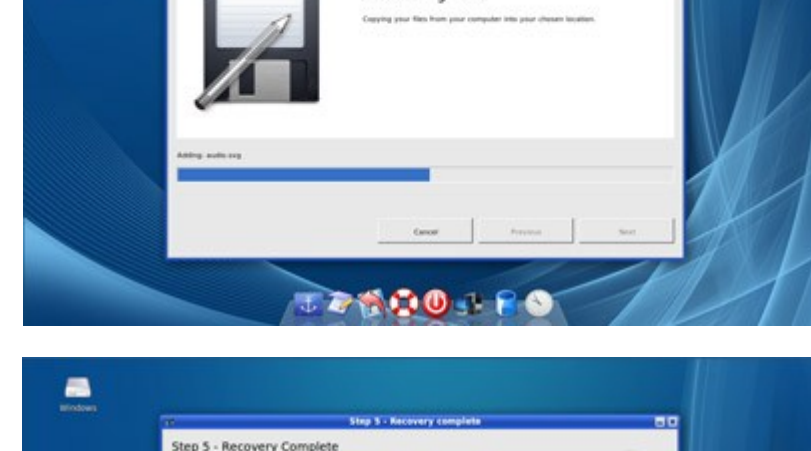 Copying your files from your computer into your chosen location.
Adding: audio.svg
Cancel
Previous
Next
Windows
Step 5 - Recovery complete
Step 5 - Recovery Complete